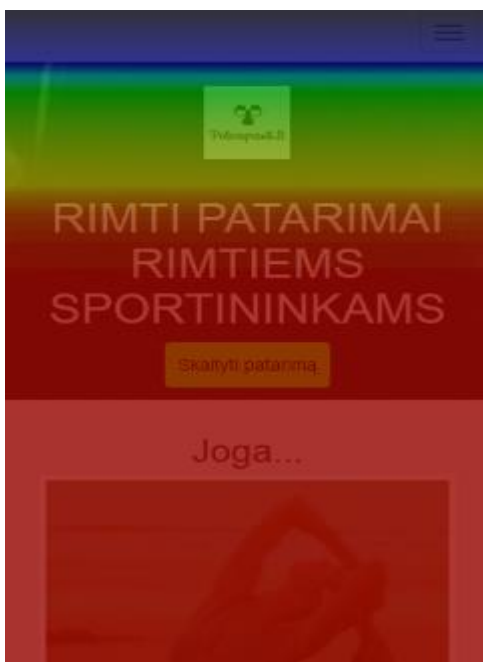 RIMTI PATARIMAI
RIMTIEMS
SPORTININKAMS
Skaityti patarimą
Joga...